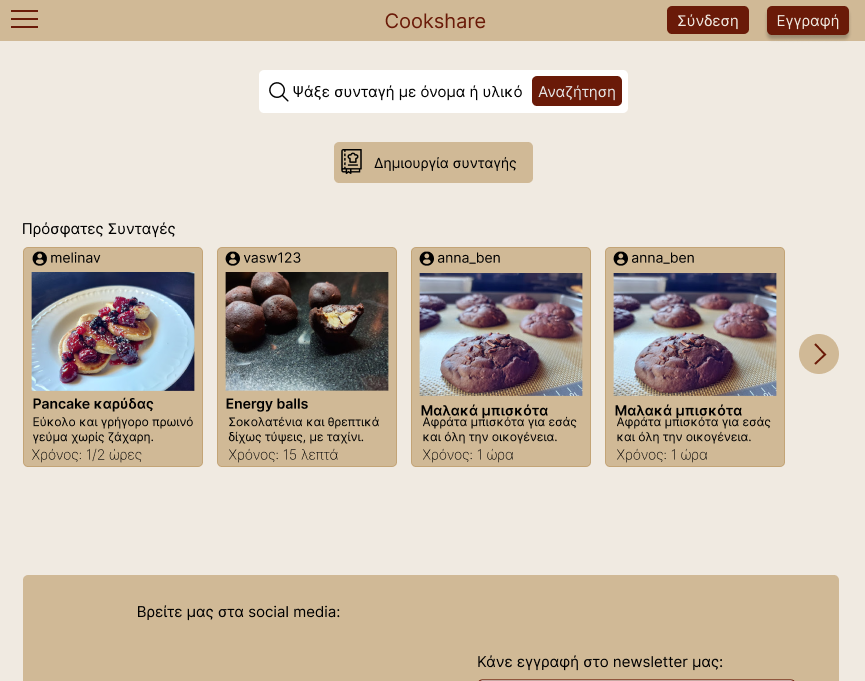 Cookshare
Σύνδεση
Εγγραφή
Ψάξε συνταγή με όνομα ή υλικό
Αναζήτηση
Δημιουργία συνταγής
Πρόσφατες Συνταγές
melinav
Pancake καρύδας
Εύκολο και γρήγορο πρωινό
γεύμα χωρίς ζάχαρη.
Χρόνος: 1/2 ώρες
vasw123
Energy balls
Σοκολατένια και θρεπτικά
δίχως τύψεις, με ταχίνι.
Χρόνος: 15 λεπτά
anna_ben
Μαλακά μπισκότα
Αφράτα μπισκότα για εσάς
και όλη την οικογένεια.
Χρόνος: 1 ώρα
anna_ben
Μαλακά μπισκότα
Αφράτα μπισκότα για εσάς
και όλη την οικογένεια.
Χρόνος: 1 ώρα
Βρείτε μας στα social media:
Κάνε εγγραφή στο newsletter μας: